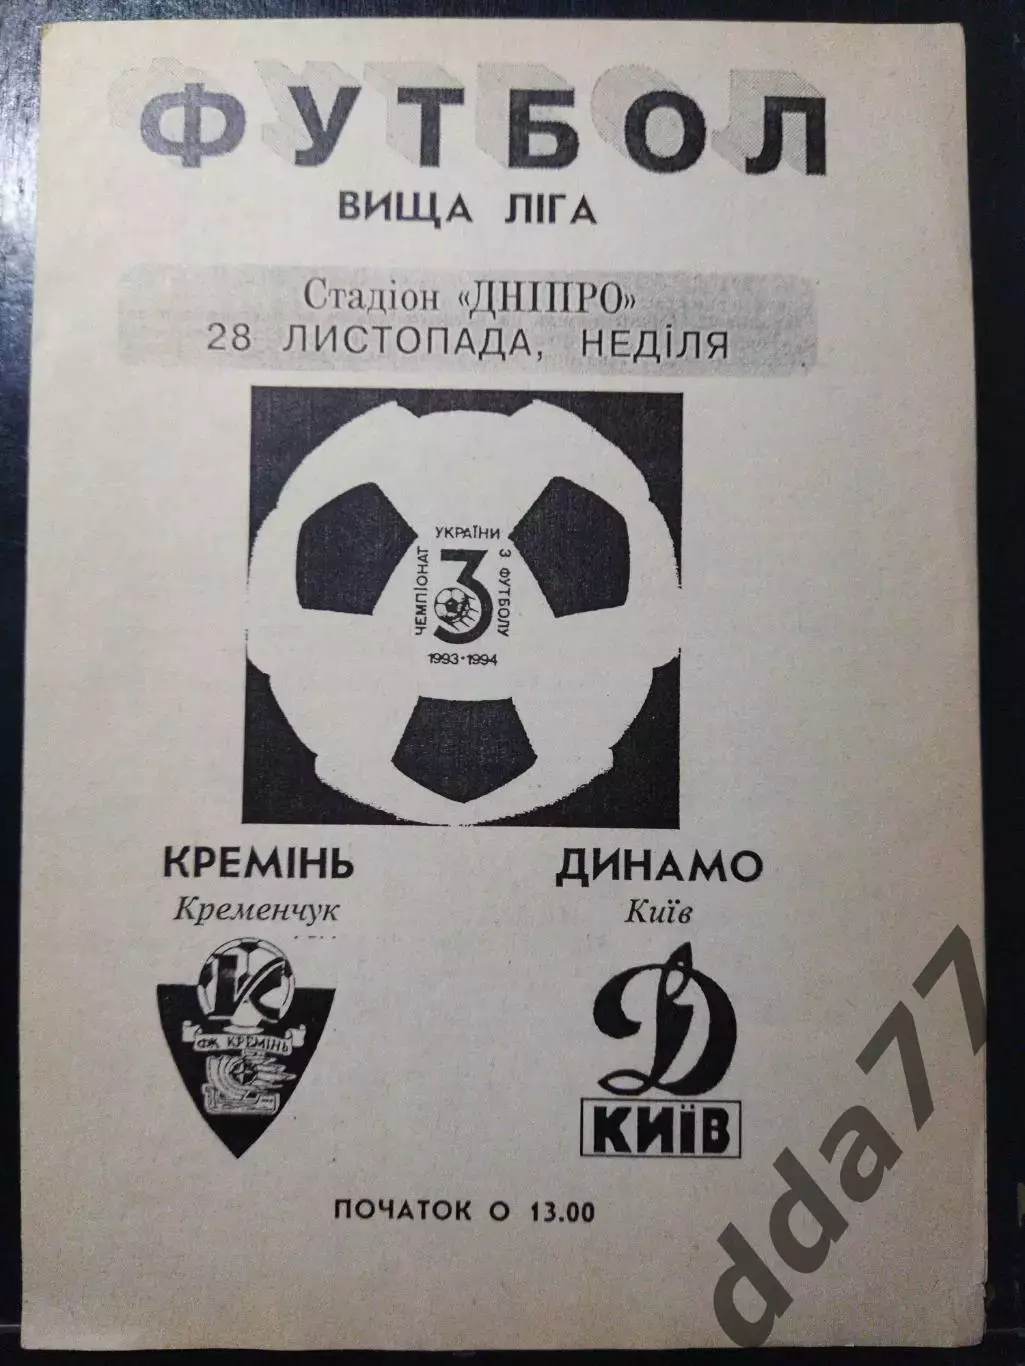 ФУТБОЛ
ВИЩА ЛІГА
Стадіон «ДНІПРО»
28 ЛИСТОПАДА, НЕДІЛЯ
УКРАЇНИ
ЧЕМПІОНАТ
З ФУТБОЛУ
3
1993·1994
КРЕМІНЬ
Кременчук
ДИНАМО
Київ
К
ФК КРЕМІНЬ
Д
КИЇВ
ПОЧАТОК О 13.00
dda77